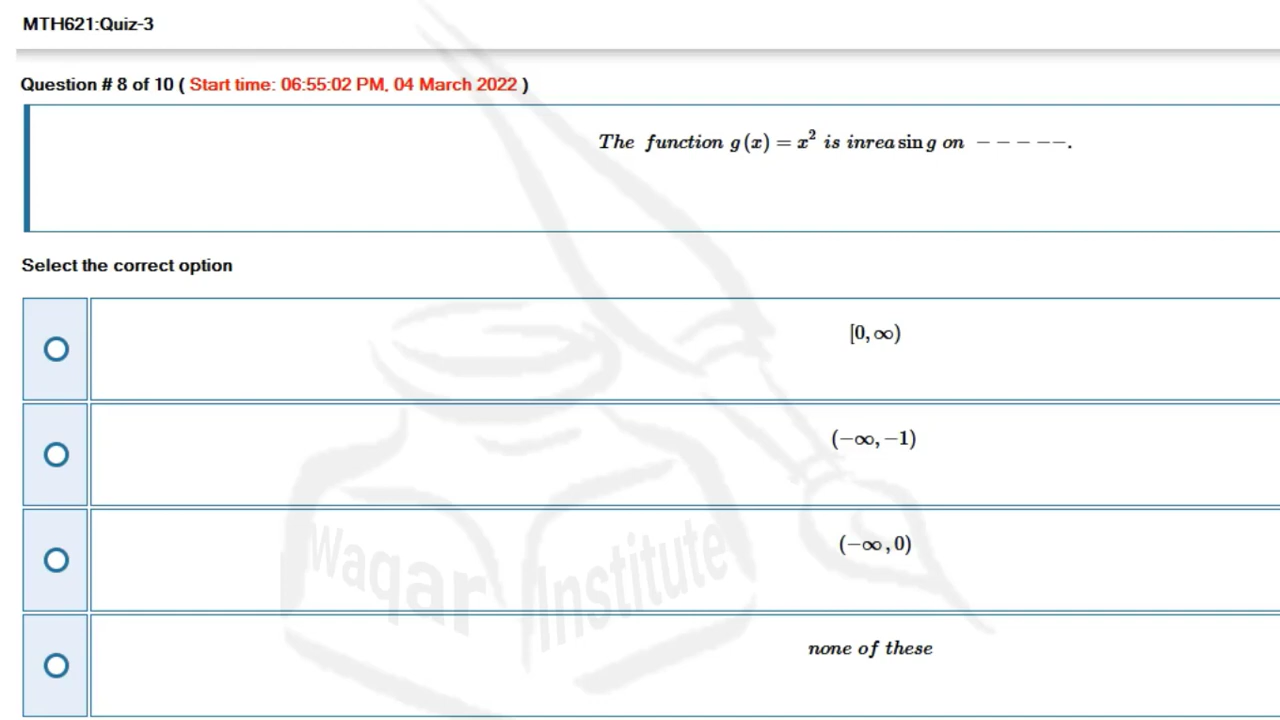 MTH621:Quiz-3
Question # 8 of 10 ( Start time: 06:55:02 PM, 04 March 2022 )
The function g(x) = x² is inreasing on − − − − −.
Select the correct option
[0, ∞)
(−∞, −1)
(−∞, 0)
none of these
Waqar Institute